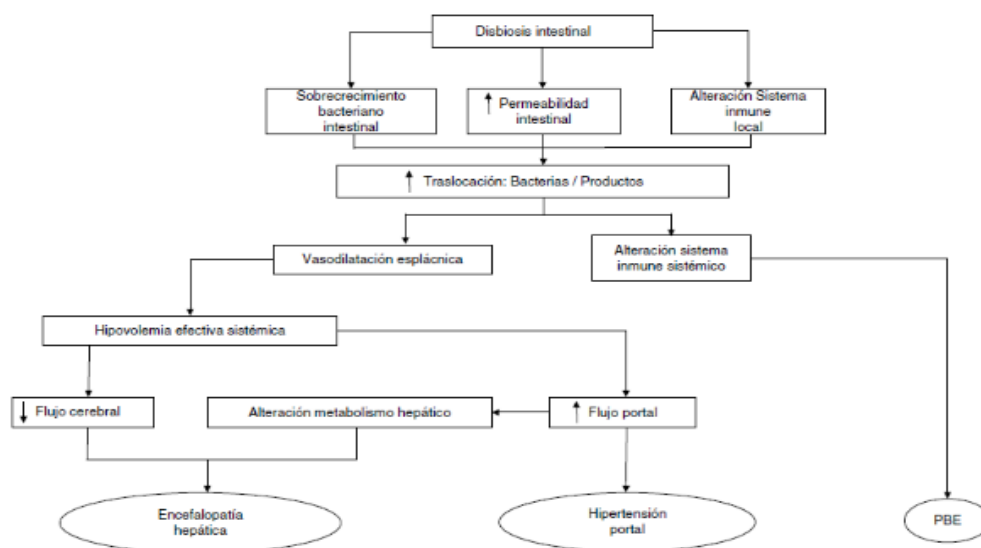 Disbiosis intestinal
Sobrecrecimiento
bacteriano
intestinal
↑ Permeabilidad
intestinal
Alteración Sistema
inmune
local
↑ Traslocación: Bacterias / Productos
Vasodilatación esplácnica
Alteración sistema
inmune sistémico
Hipovolemia efectiva sistémica
↓ Flujo cerebral
Alteración metabolismo hepático
↑ Flujo portal
Encefalopatía
hepática
Hipertensión
portal
PBE